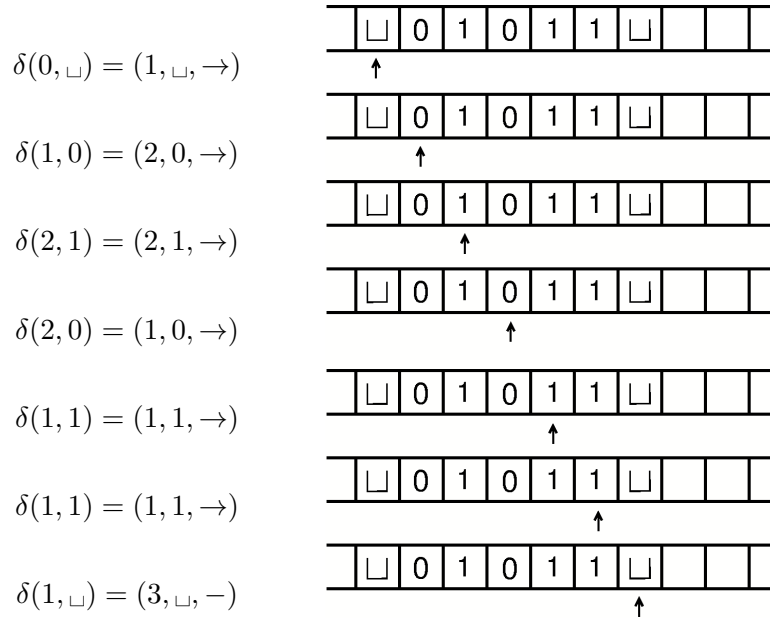 ␣ 0 1 0 1 1 ␣
δ(0, ␣) = (1, ␣, →)
↑
␣ 0 1 0 1 1 ␣
δ(1, 0) = (2, 0, →)
↑
␣ 0 1 0 1 1 ␣
δ(2, 1) = (2, 1, →)
↑
␣ 0 1 0 1 1 ␣
δ(2, 0) = (1, 0, →)
↑
␣ 0 1 0 1 1 ␣
δ(1, 1) = (1, 1, →)
↑
␣ 0 1 0 1 1 ␣
δ(1, 1) = (1, 1, →)
↑
␣ 0 1 0 1 1 ␣
δ(1, ␣) = (3, ␣, −)
↑